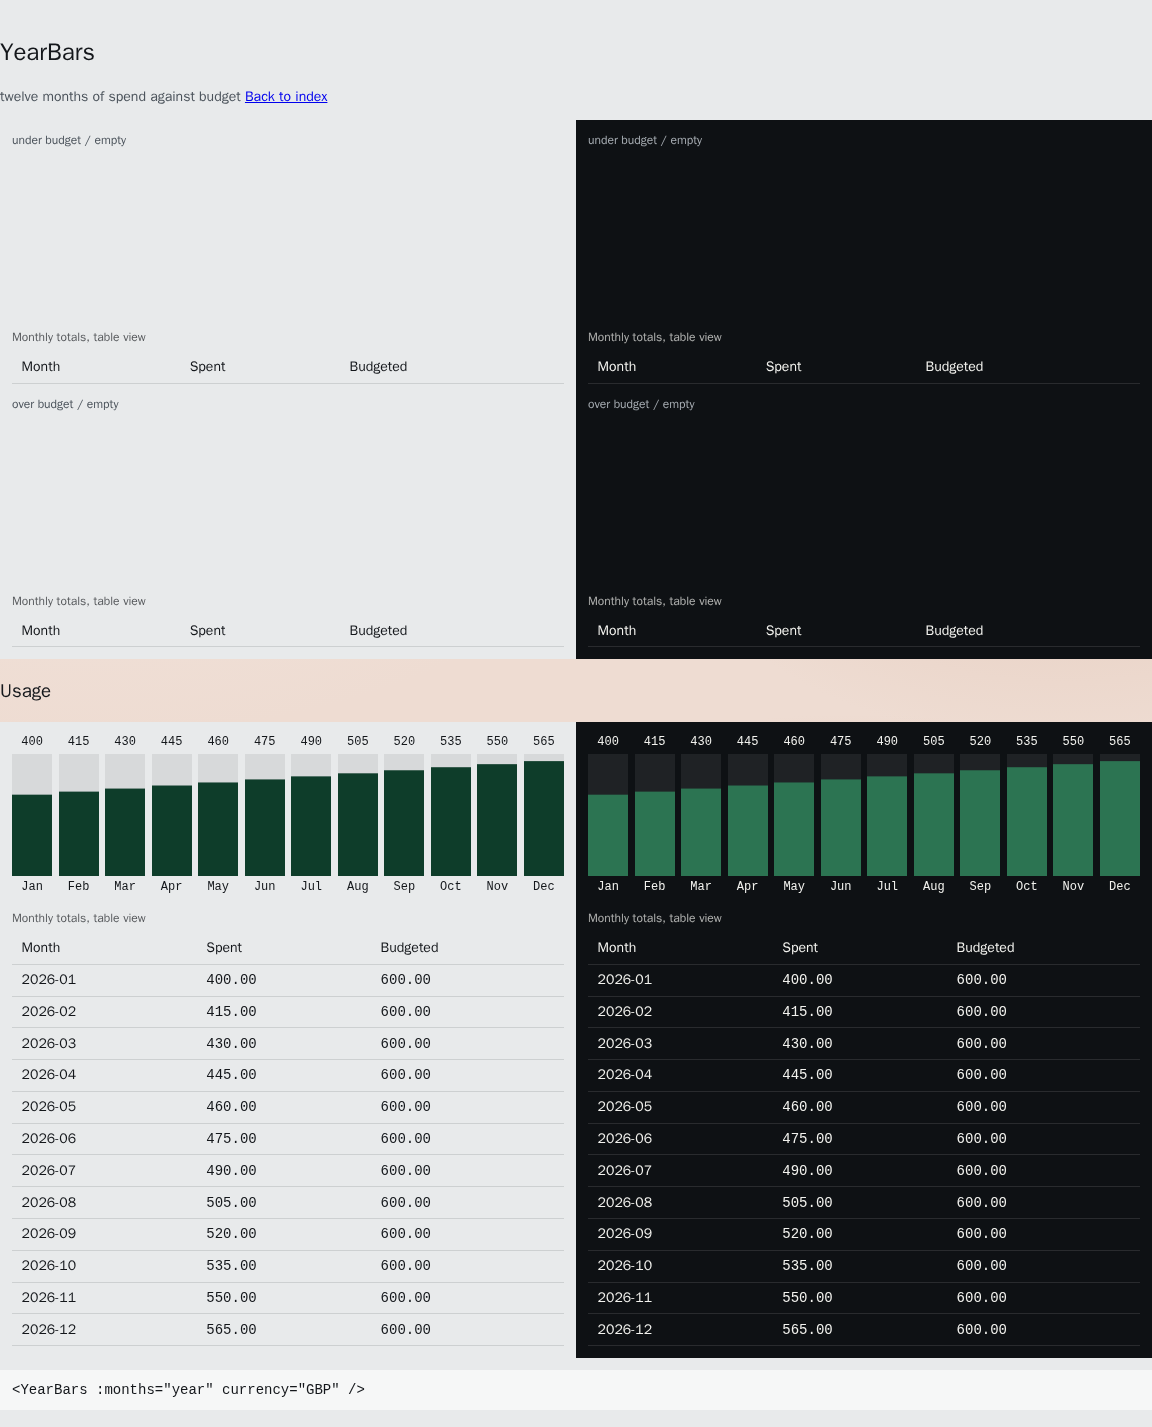 YearBars
twelve months of spend against budget Back to index
under budget / empty
Monthly totals, table view
Month Spent Budgeted
over budget / empty
Monthly totals, table view
Month Spent Budgeted
under budget / empty
Monthly totals, table view
Month Spent Budgeted
over budget / empty
Monthly totals, table view
Month Spent Budgeted
Usage
400 415 430 445 460 475 490 505 520 535 550 565
Jan Feb Mar Apr May Jun Jul Aug Sep Oct Nov Dec
Monthly totals, table view
Month Spent Budgeted
2026-01 400.00 600.00
2026-02 415.00 600.00
2026-03 430.00 600.00
2026-04 445.00 600.00
2026-05 460.00 600.00
2026-06 475.00 600.00
2026-07 490.00 600.00
2026-08 505.00 600.00
2026-09 520.00 600.00
2026-10 535.00 600.00
2026-11 550.00 600.00
2026-12 565.00 600.00
400 415 430 445 460 475 490 505 520 535 550 565
Jan Feb Mar Apr May Jun Jul Aug Sep Oct Nov Dec
Monthly totals, table view
Month Spent Budgeted
2026-01 400.00 600.00
2026-02 415.00 600.00
2026-03 430.00 600.00
2026-04 445.00 600.00
2026-05 460.00 600.00
2026-06 475.00 600.00
2026-07 490.00 600.00
2026-08 505.00 600.00
2026-09 520.00 600.00
2026-10 535.00 600.00
2026-11 550.00 600.00
2026-12 565.00 600.00
<YearBars :months="year" currency="GBP" />